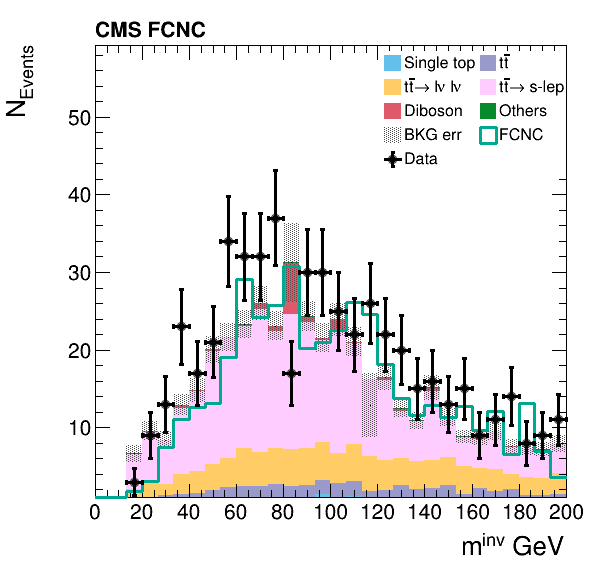 CMS FCNC
N_Events
Single top
tt̄
tt̄→ lν lν
tt̄→ s-lep
Diboson
Others
BKG err
FCNC
Data
50
40
30
20
10
0 20 40 60 80 100 120 140 160 180 200
m^inv GeV